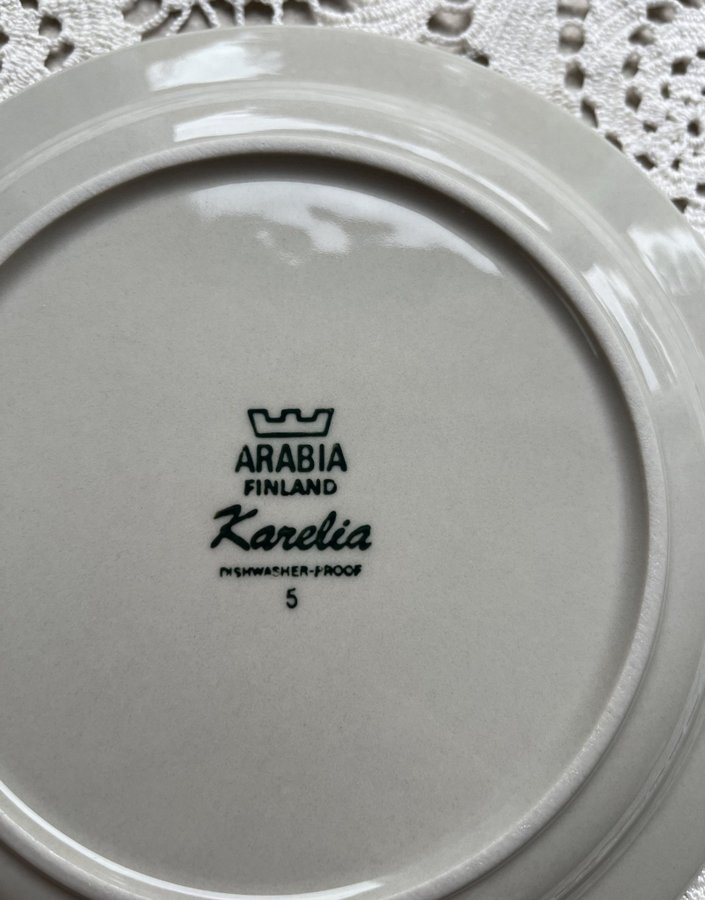 ARABIA
FINLAND
Karelia
DISHWASHER-PROOF
5